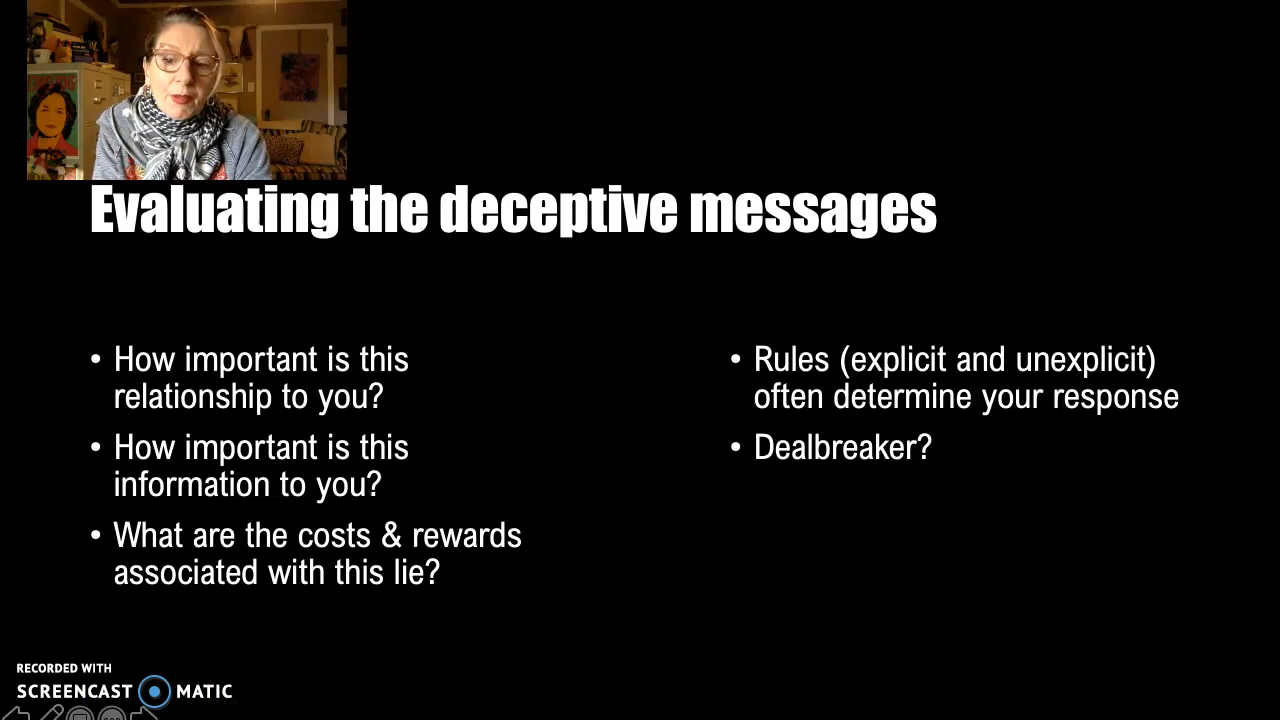 Evaluating the deceptive messages
• How important is this
relationship to you?
• How important is this
information to you?
• What are the costs & rewards
associated with this lie?
• Rules (explicit and unexplicit)
often determine your response
• Dealbreaker?
RECORDED WITH
SCREENCAST MATIC